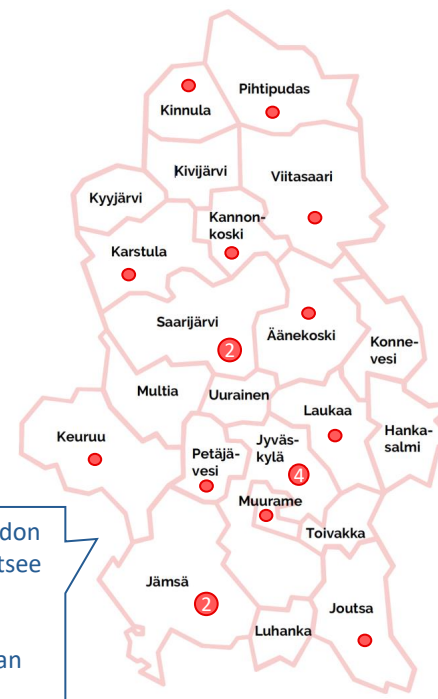 Pihtipudas
Kinnula
Kivijärvi
Viitasaari
Kyyjärvi
Kannon-
koski
Karstula
Saarijärvi
2
Äänekoski
Konne-
vesi
Multia
Uurainen
Laukaa
Hanka-
salmi
Keuruu
Petäjä-
vesi
Jyväs-
kylä
4
Muurame
Toivakka
Jämsä
2
Luhanka
Joutsa